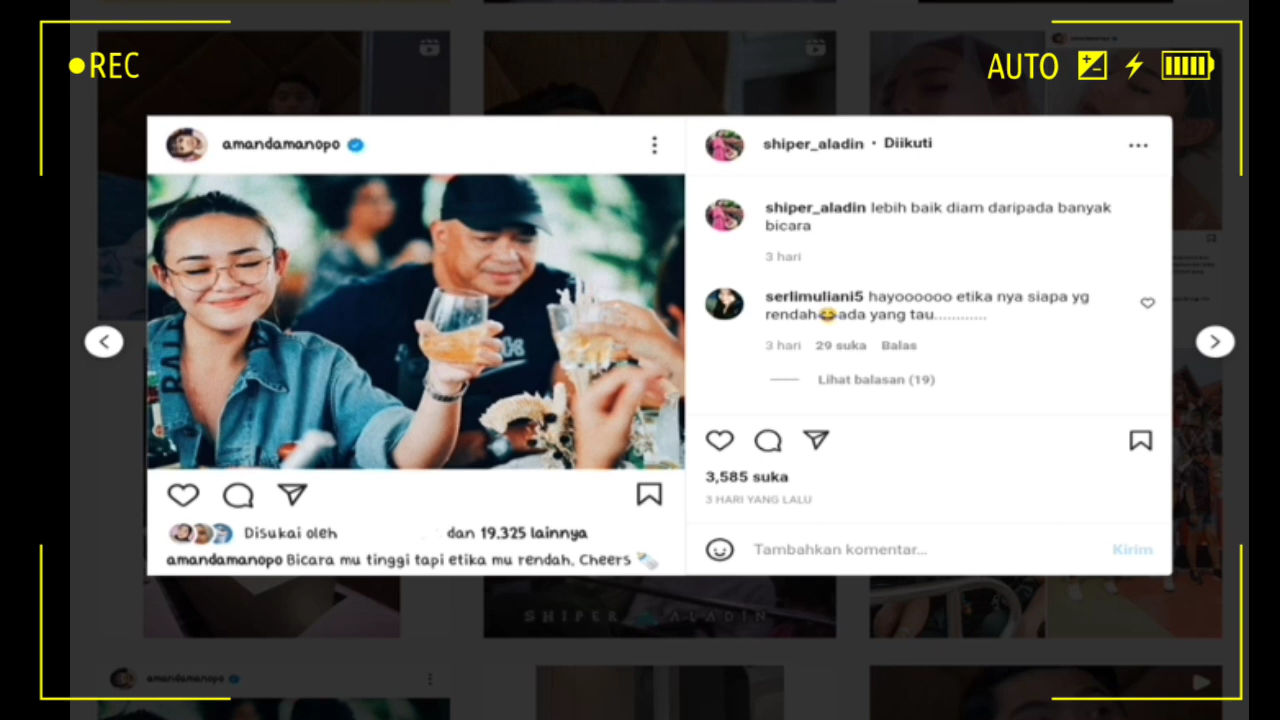 REC
AUTO
amandamanopo
shiper_aladin • Diikuti
shiper_aladin lebih baik diam daripada banyak
bicara
3 hari
serlimuliani5 hayoooooo etika nya siapa yg
rendah😂ada yang tau............
3 hari 29 suka Balas
Lihat balasan (19)
3,585 suka
3 HARI YANG LALU
Tambahkan komentar...
Kirim
BALI
Disukai oleh dan 19.325 lainnya
amandamanopo Bicara mu tinggi tapi etika mu rendah. Cheers 🍾
SHIPER ALADIN
amandamanopo